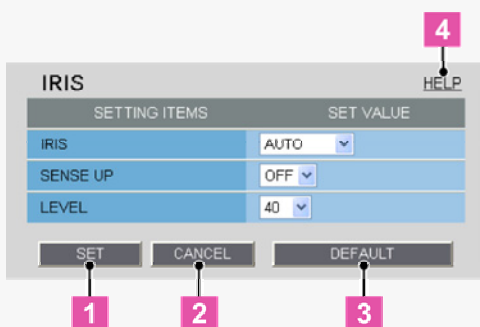 4
IRIS HELP
SETTING ITEMS SET VALUE
IRIS AUTO
SENSE UP OFF
LEVEL 40
SET CANCEL DEFAULT
1 2 3